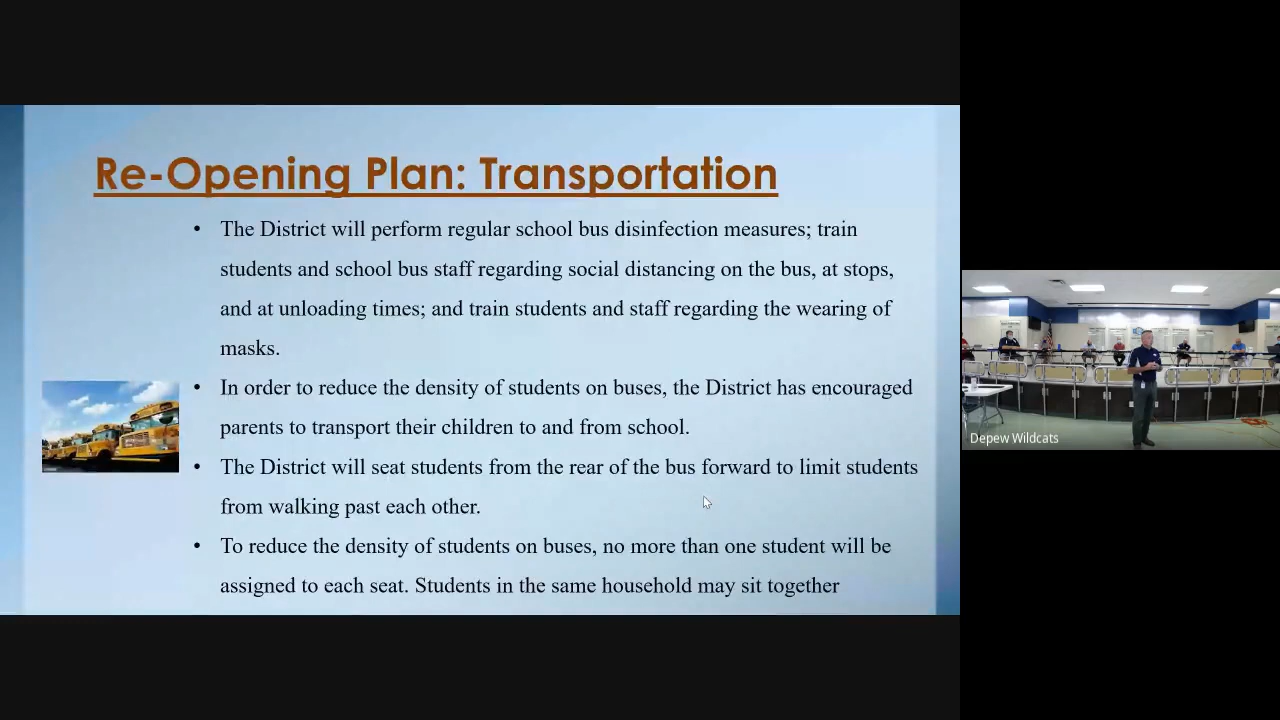 Re-Opening Plan: Transportation
• The District will perform regular school bus disinfection measures; train
students and school bus staff regarding social distancing on the bus, at stops,
and at unloading times; and train students and staff regarding the wearing of
masks.
• In order to reduce the density of students on buses, the District has encouraged
parents to transport their children to and from school.
• The District will seat students from the rear of the bus forward to limit students
from walking past each other.
• To reduce the density of students on buses, no more than one student will be
assigned to each seat. Students in the same household may sit together
Depew Wildcats